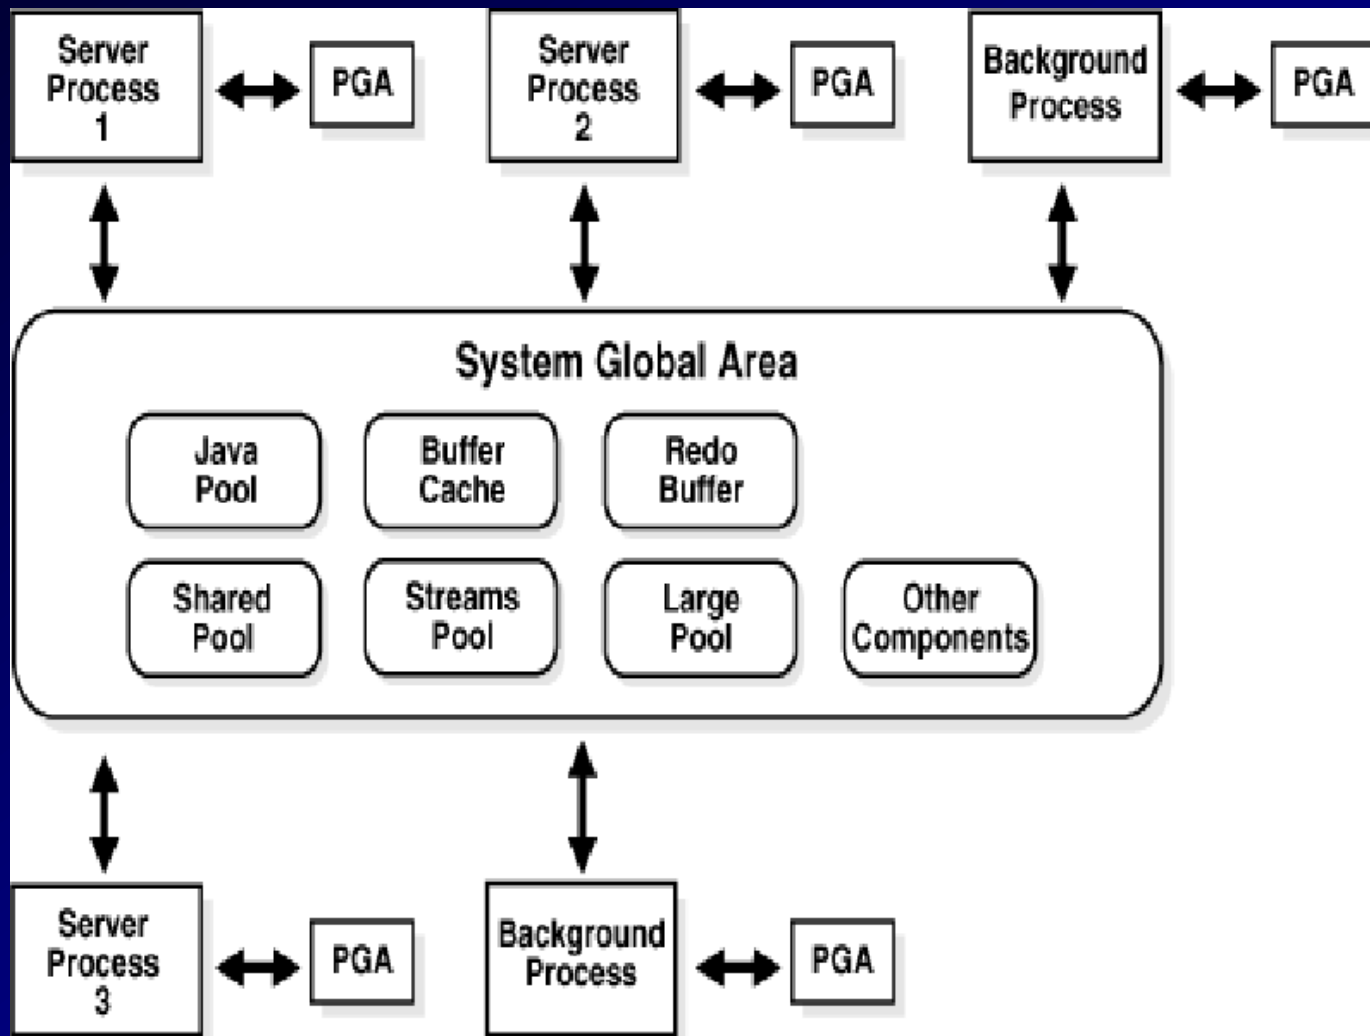 Server
Process
1
PGA
Server
Process
2
PGA
Background
Process
PGA
System Global Area
Java
Pool
Buffer
Cache
Redo
Buffer
Shared
Pool
Streams
Pool
Large
Pool
Other
Components
Server
Process
3
PGA
Background
Process
PGA